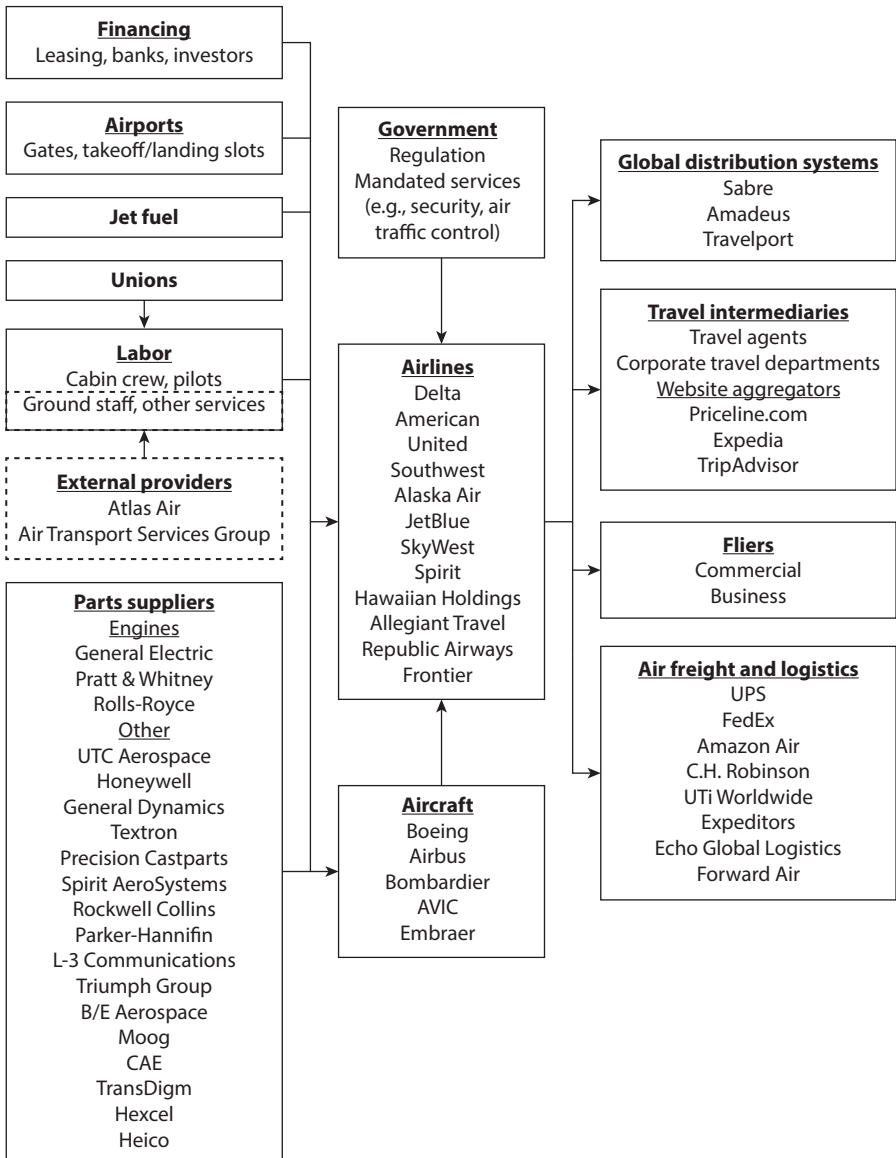 Financing
Leasing, banks, investors
Airports
Gates, takeoff/landing slots
Jet fuel
Unions
Labor
Cabin crew, pilots
Ground staff, other services
External providers
Atlas Air
Air Transport Services Group
Parts suppliers
Engines
General Electric
Pratt & Whitney
Rolls-Royce
Other
UTC Aerospace
Honeywell
General Dynamics
Textron
Precision Castparts
Spirit AeroSystems
Rockwell Collins
Parker-Hannifin
L-3 Communications
Triumph Group
B/E Aerospace
Moog
CAE
TransDigm
Hexcel
Heico
Government
Regulation
Mandated services
(e.g., security, air
traffic control)
Airlines
Delta
American
United
Southwest
Alaska Air
JetBlue
SkyWest
Spirit
Hawaiian Holdings
Allegiant Travel
Republic Airways
Frontier
Aircraft
Boeing
Airbus
Bombardier
AVIC
Embraer
Global distribution systems
Sabre
Amadeus
Travelport
Travel intermediaries
Travel agents
Corporate travel departments
Website aggregators
Priceline.com
Expedia
TripAdvisor
Fliers
Commercial
Business
Air freight and logistics
UPS
FedEx
Amazon Air
C.H. Robinson
UTi Worldwide
Expeditors
Echo Global Logistics
Forward Air